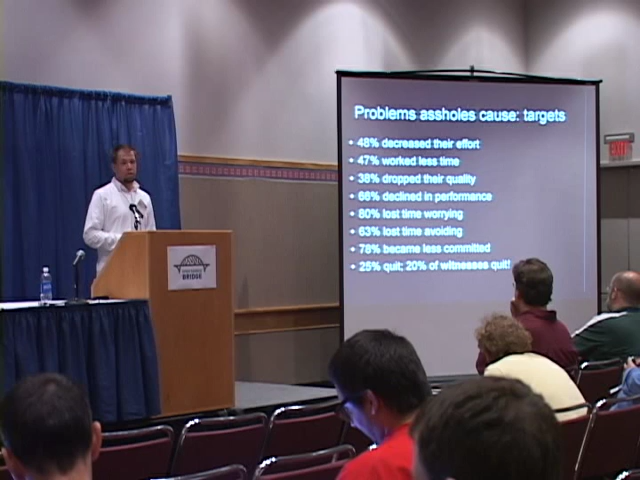 Problems assholes cause: targets
• 48% decreased their effort
• 47% worked less time
• 38% dropped their quality
• 68% declined in performance
• 80% lost time worrying
• 63% lost time avoiding
• 78% became less committed
• 25% quit; 20% of witnesses quit!
EXIT
BRIDGE